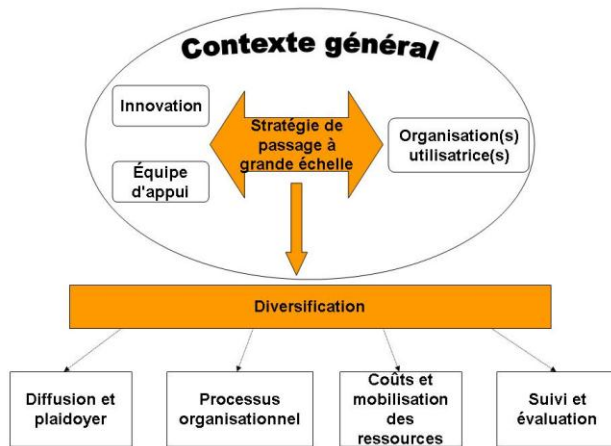 Contexte général
Innovation
Équipe
d'appui
Stratégie de
passage à
grande échelle
Organisation(s)
utilisatrice(s)
Diversification
Diffusion et
plaidoyer
Processus
organisationnel
Coûts et
mobilisation
des
ressources
Suivi et
évaluation